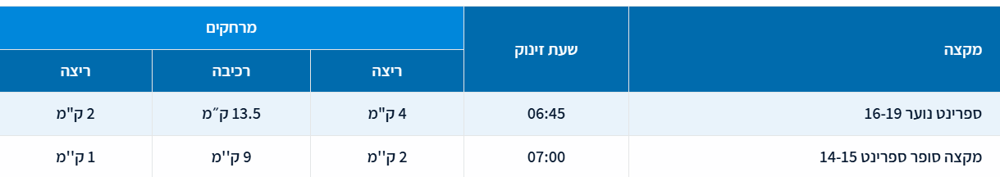 מקצה שעת זינוק מרחקים
ריצה רכיבה ריצה
ספרינט נוער 16-19 06:45 4 ק"מ 13.5 ק״מ 2 ק"מ
מקצה סופר ספרינט 14-15 07:00 2 ק''מ 9 ק''מ 1 ק''מ